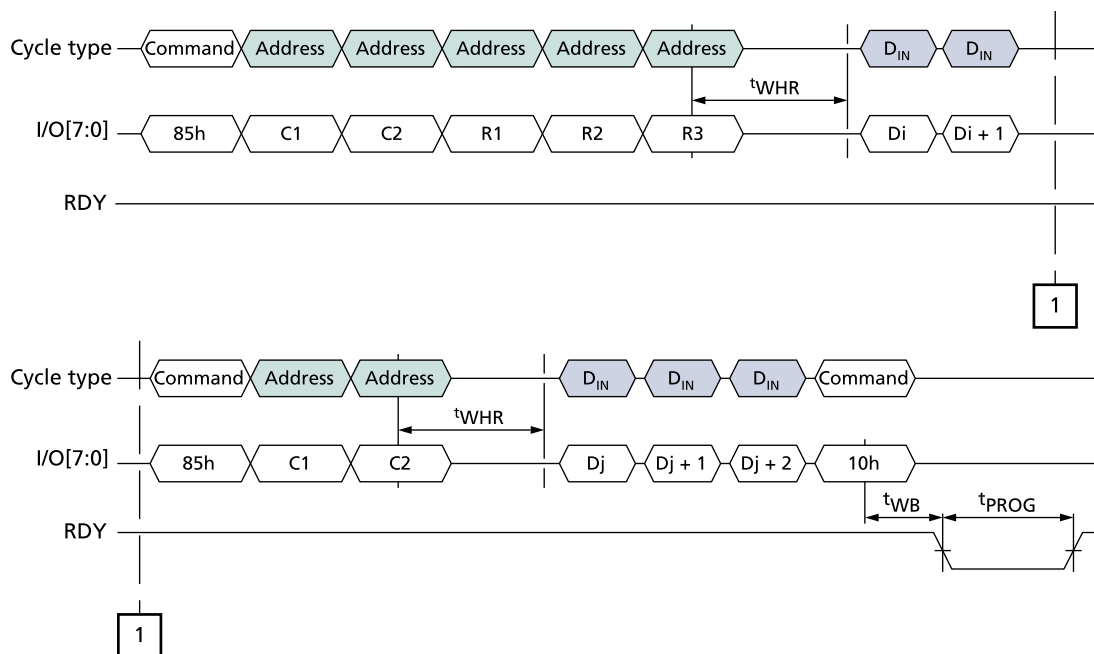 Cycle type Command Address Address Address Address Address DIN DIN
tWHR
I/O[7:0] 85h C1 C2 R1 R2 R3 Di Di + 1
RDY
1
Cycle type Command Address Address DIN DIN DIN Command
tWHR
I/O[7:0] 85h C1 C2 Dj Dj + 1 Dj + 2 10h
tWB tPROG
RDY
1